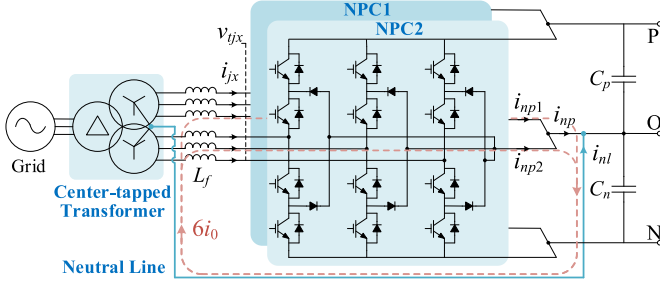 NPC1
NPC2
v_tjx
i_jx
P
C_p
i_np1
i_np
O
i_np2
i_nl
Grid
L_f
C_n
Center-tapped
Transformer
6i_0
N
Neutral Line